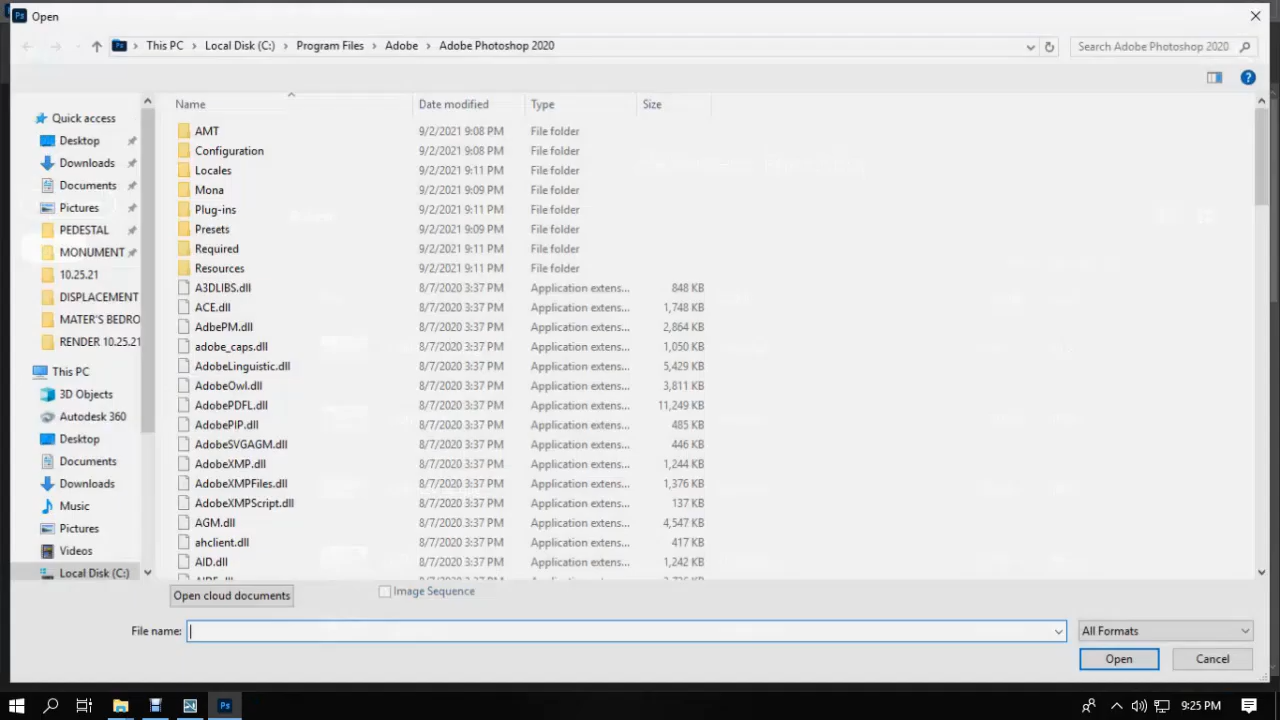 Ps Open
Ps This PC Local Disk (C:) Program Files Adobe Adobe Photoshop 2020 Search Adobe Photoshop 2020
?
Name Date modified Type Size
Quick access
Desktop
Downloads
Documents
Pictures
PEDESTAL
MONUMENT
10.25.21
DISPLACEMENT
MATER'S BEDRO
RENDER 10.25.21
This PC
3D Objects
Autodesk 360
Desktop
Documents
Downloads
Music
Pictures
Videos
Local Disk (C:)
AMT 9/2/2021 9:08 PM File folder
Configuration 9/2/2021 9:08 PM File folder
Locales 9/2/2021 9:11 PM File folder
Mona 9/2/2021 9:09 PM File folder
Plug-ins 9/2/2021 9:11 PM File folder
Presets 9/2/2021 9:09 PM File folder
Required 9/2/2021 9:11 PM File folder
Resources 9/2/2021 9:11 PM File folder
A3DLIBS.dll 8/7/2020 3:37 PM Application extens... 848 KB
ACE.dll 8/7/2020 3:37 PM Application extens... 1,748 KB
AdbePM.dll 8/7/2020 3:37 PM Application extens... 2,864 KB
adobe_caps.dll 8/7/2020 3:37 PM Application extens... 1,050 KB
AdobeLinguistic.dll 8/7/2020 3:37 PM Application extens... 5,429 KB
AdobeOwl.dll 8/7/2020 3:37 PM Application extens... 3,811 KB
AdobePDFL.dll 8/7/2020 3:37 PM Application extens... 11,249 KB
AdobePIP.dll 8/7/2020 3:37 PM Application extens... 485 KB
AdobeSVGAGM.dll 8/7/2020 3:37 PM Application extens... 446 KB
AdobeXMP.dll 8/7/2020 3:37 PM Application extens... 1,244 KB
AdobeXMPFiles.dll 8/7/2020 3:37 PM Application extens... 1,376 KB
AdobeXMPScript.dll 8/7/2020 3:37 PM Application extens... 137 KB
AGM.dll 8/7/2020 3:37 PM Application extens... 4,547 KB
ahclient.dll 8/7/2020 3:37 PM Application extens... 417 KB
AID.dll 8/7/2020 3:37 PM Application extens... 1,242 KB
Open cloud documents Image Sequence
File name: All Formats
Open Cancel
Ps 9:25 PM